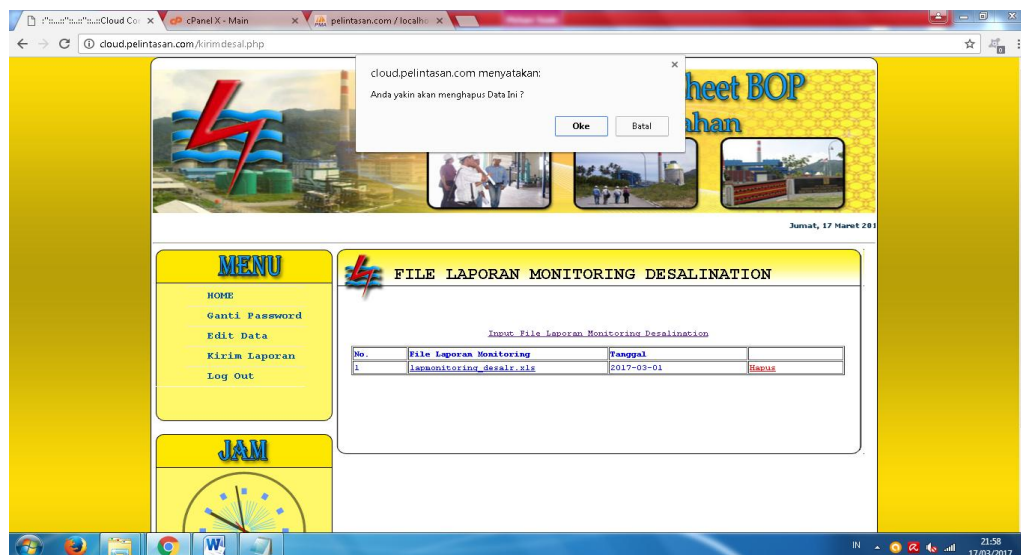 :"::....::"::...::"::...::Cloud Co
cPanel X - Main
pelintasan.com / localho
cloud.pelintasan.com/kirimdesal.php
cloud.pelintasan.com menyatakan:
Anda yakin akan menghapus Data Ini ?
Oke
Batal
heet BOP
ahan
Jumat, 17 Maret 201
MENU
HOME
Ganti Password
Edit Data
Kirim Laporan
Log Out
FILE LAPORAN MONITORING DESALINATION
Input File Laporan Monitoring Desalination
No. File Laporan Monitoring Tanggal
1 lapmonitoring_desalr.xls 2017-03-01 Hapus
JAM
IN
21:58
17/03/2017